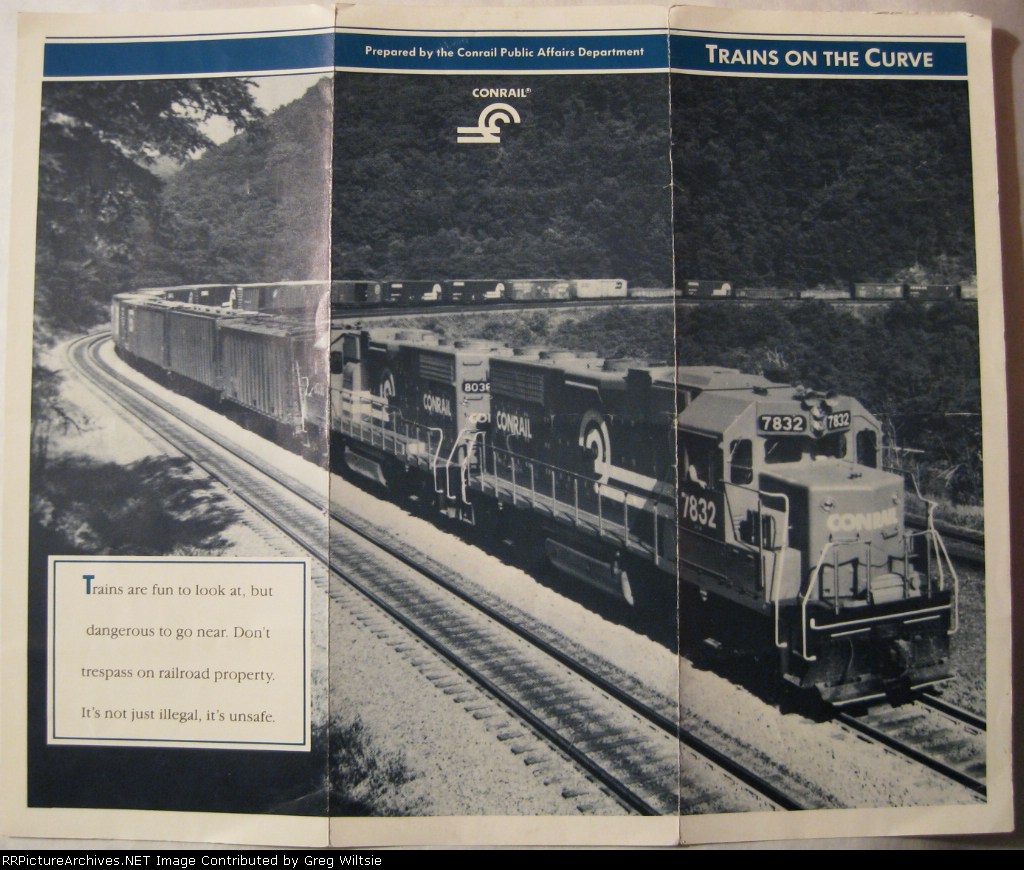 Prepared by the Conrail Public Affairs Department
TRAINS ON THE CURVE
CONRAIL®
7832
7832
8036
CONRAIL
CONRAIL
7832
CONRAIL
Trains are fun to look at, but
dangerous to go near. Don't
trespass on railroad property.
It's not just illegal, it's unsafe.
RRPictureArchives.NET Image Contributed by Greg Wiltsie